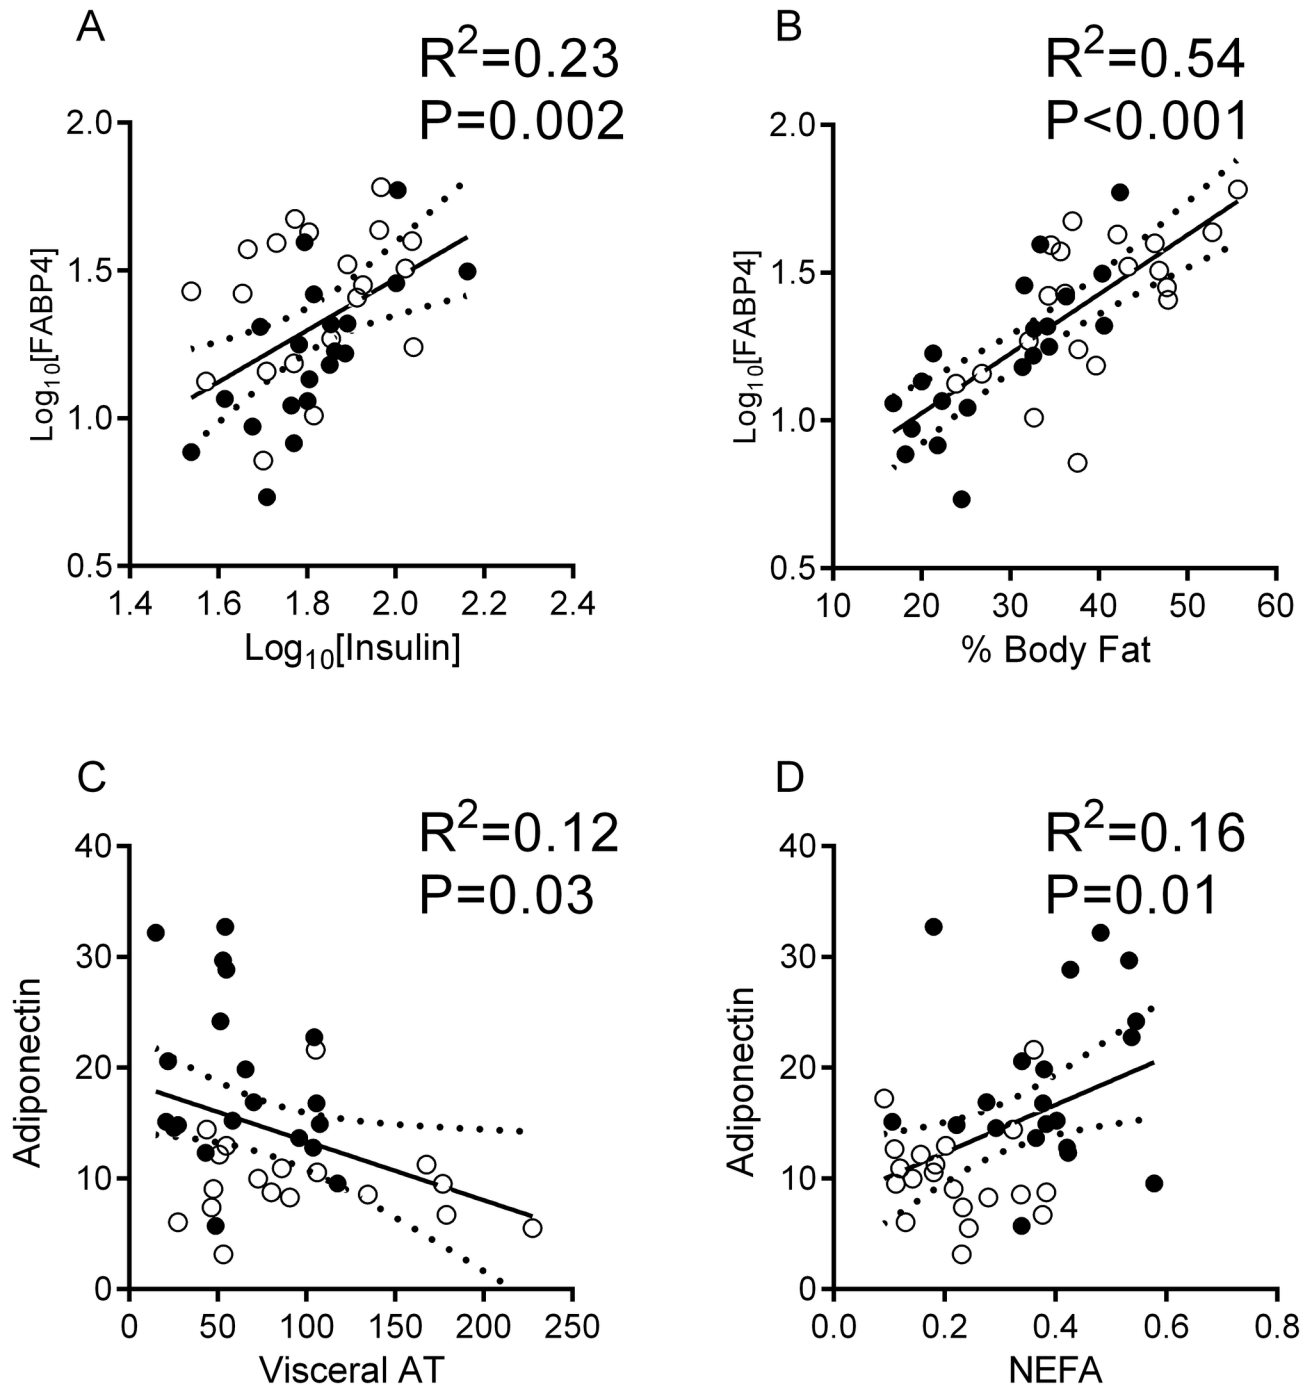 A
R²=0.23
P=0.002
2.0
1.5
1.0
0.5
Log₁₀[FABP4]
1.4 1.6 1.8 2.0 2.2 2.4
Log₁₀[Insulin]
B
R²=0.54
P<0.001
2.0
1.5
1.0
0.5
Log₁₀[FABP4]
10 20 30 40 50 60
% Body Fat
C
R²=0.12
P=0.03
40
30
20
10
0
Adiponectin
0 50 100 150 200 250
Visceral AT
D
R²=0.16
P=0.01
40
30
20
10
0
Adiponectin
0.0 0.2 0.4 0.6 0.8
NEFA